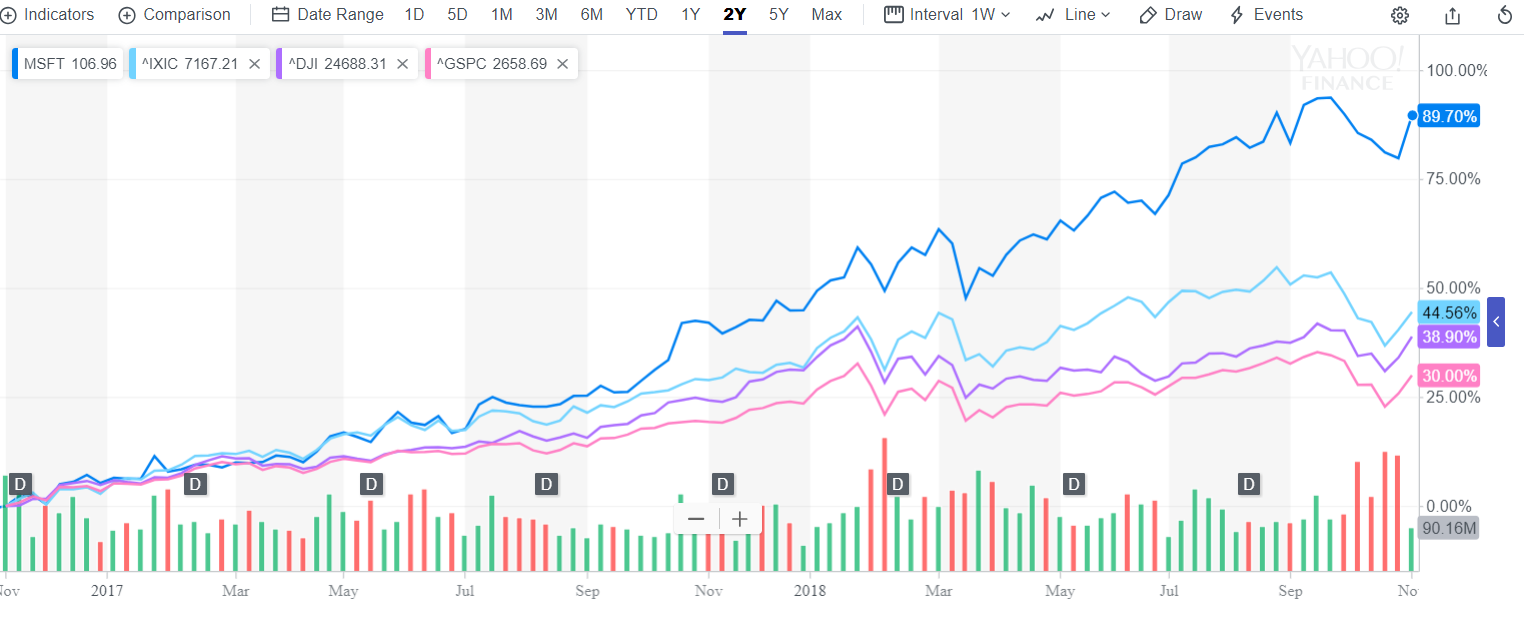 Indicators Comparison Date Range 1D 5D 1M 3M 6M YTD 1Y 2Y 5Y Max Interval 1W Line Draw Events
MSFT 106.96 ^IXIC 7167.21 ^DJI 24688.31 ^GSPC 2658.69
YAHOO!
FINANCE
100.00%
89.70%
75.00%
50.00%
44.56%
38.90%
30.00%
25.00%
D D D D D D D D
0.00%
90.16M
Nov 2017 Mar May Jul Sep Nov 2018 Mar May Jul Sep No